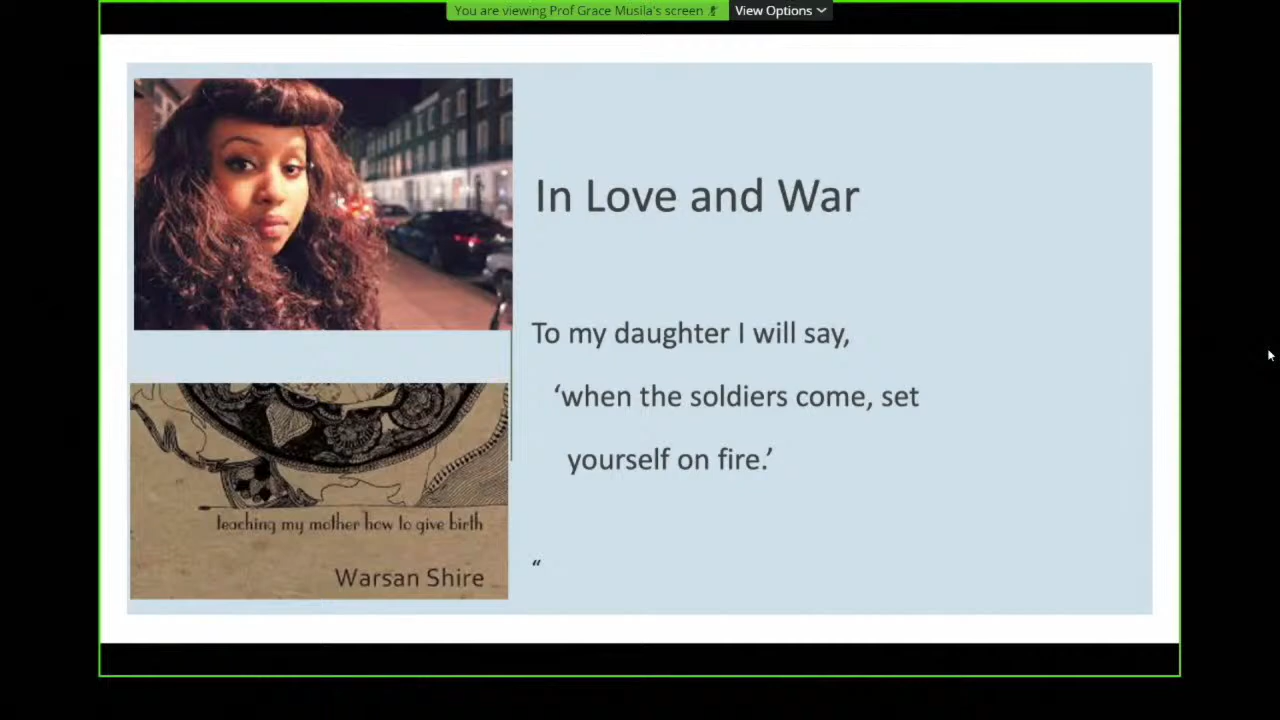 You are viewing Prof Grace Musila's screen
View Options
In Love and War
To my daughter I will say,
‘when the soldiers come, set
yourself on fire.’
“
teaching my mother how to give birth
Warsan Shire